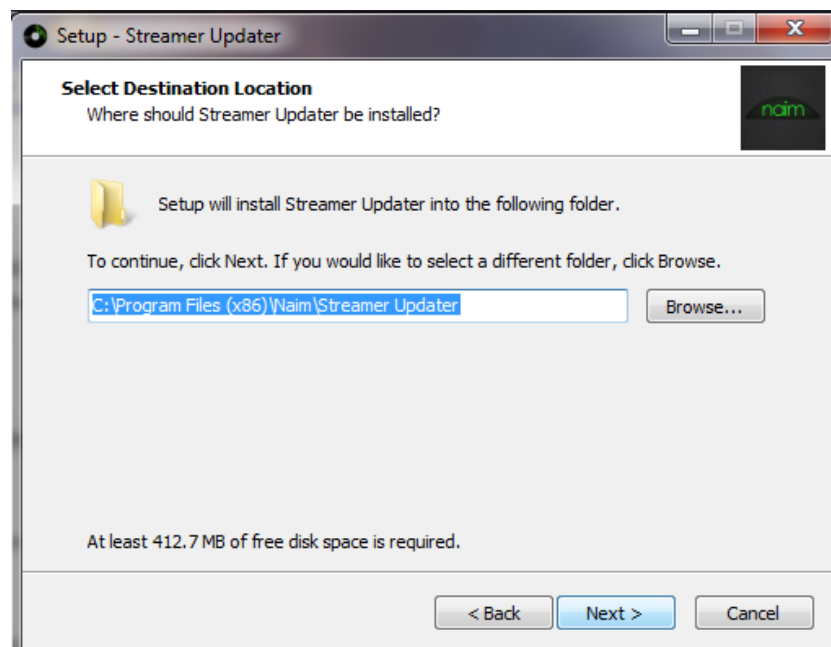 Setup - Streamer Updater
Select Destination Location
Where should Streamer Updater be installed?
naim
Setup will install Streamer Updater into the following folder.
To continue, click Next. If you would like to select a different folder, click Browse.
C:\Program Files (x86)\Naim\Streamer Updater
Browse...
At least 412.7 MB of free disk space is required.
< Back
Next >
Cancel